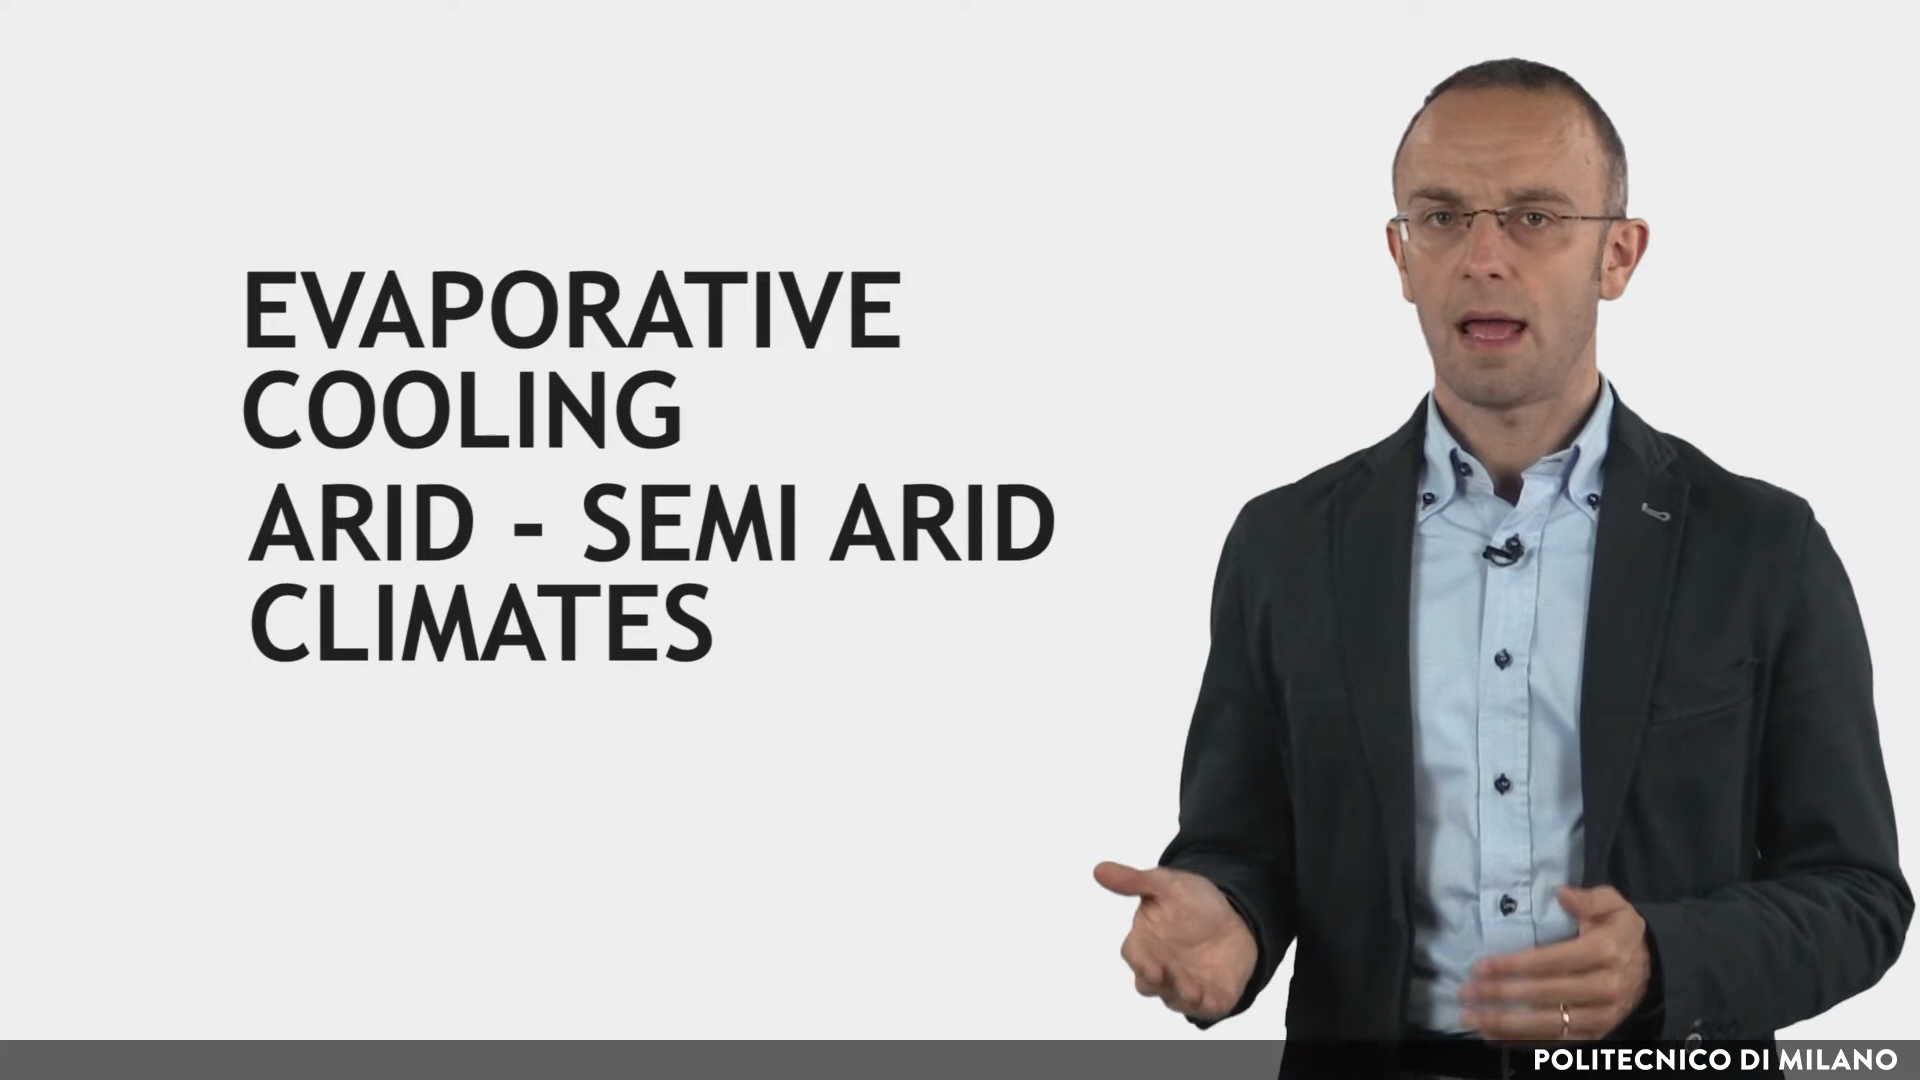 EVAPORATIVE
COOLING
ARID - SEMI ARID
CLIMATES
POLITECNICO DI MILANO